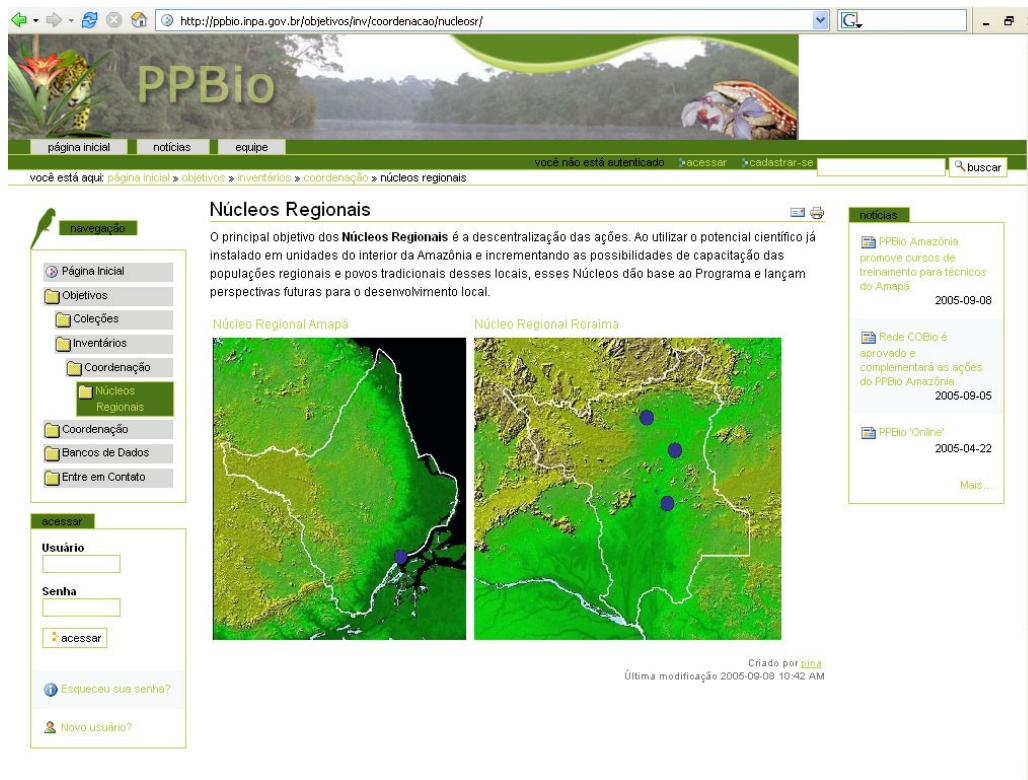 http://ppbio.inpa.gov.br/objetivos/inv/coordenacao/nucleosr/
G
PPBio
página inicial
notícias
equipe
você não está autenticado
acessar
cadastrar-se
buscar
você está aqui: página inicial » objetivos » inventários » coordenação » núcleos regionais
navegação
Página Inicial
Objetivos
Coleções
Inventários
Coordenação
Núcleos
Regionais
Coordenação
Bancos de Dados
Entre em Contato
acessar
Usuário
Senha
acessar
Esqueceu sua senha?
Novo usuário?
Núcleos Regionais
O principal objetivo dos Núcleos Regionais é a descentralização das ações. Ao utilizar o potencial científico já
instalado em unidades do interior da Amazônia e incrementando as possibilidades de capacitação das
populações regionais e povos tradicionais desses locais, esses Núcleos dão base ao Programa e lançam
perspectivas futuras para o desenvolvimento local.
Núcleo Regional Amapá
Núcleo Regional Roraima
Criado por pina
Última modificação 2005-09-08 10:42 AM
notícias
PPBio Amazônia
promove cursos de
treinamento para técnicos
do Amapá
2005-09-08
Rede COBio é
aprovado e
complementará as ações
do PPBio Amazônia
2005-09-05
PPBio 'Online'
2005-04-22
Mais...